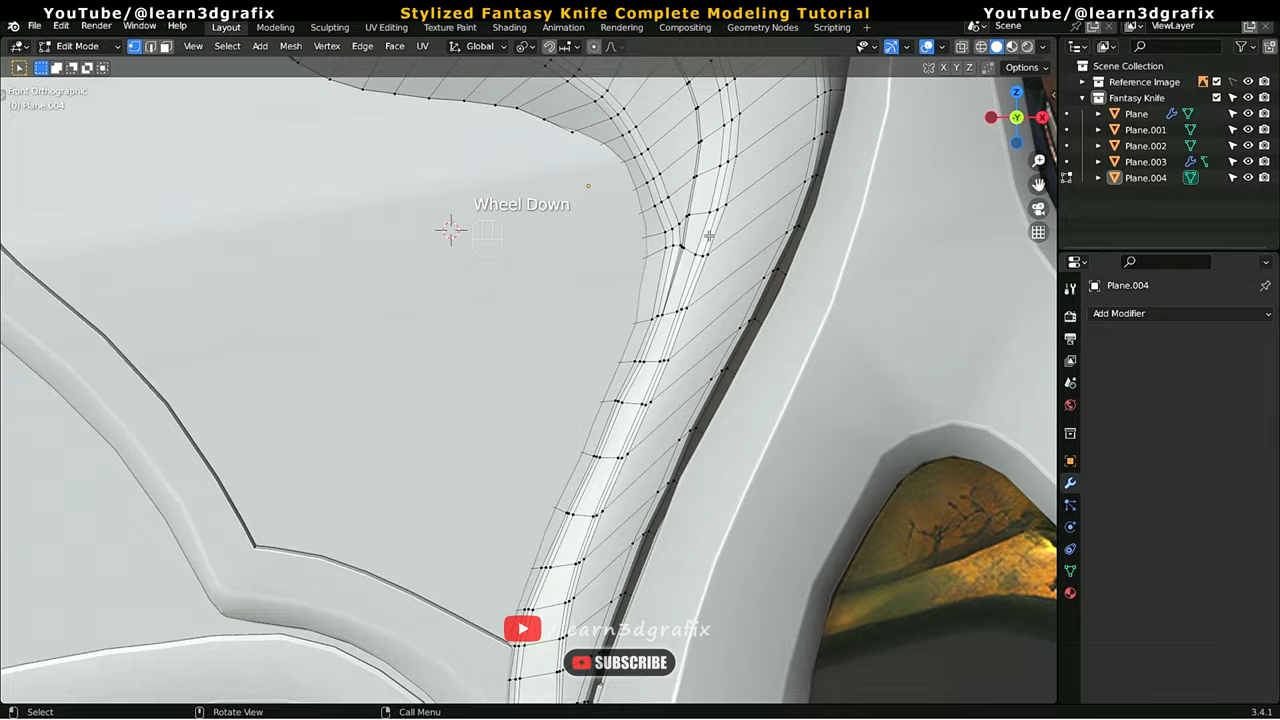 YouTube/@learn3dgrafix
Stylized Fantasy Knife Complete Modeling Tutorial
YouTube/@learn3dgrafix
File Edit Render Window Help Layout Modeling Sculpting UV Editing Texture Paint Shading Animation Rendering Compositing Geometry Nodes Scripting + Scene ViewLayer
Edit Mode View Select Add Mesh Vertex Edge Face UV Global
X Y Z Options
Front Orthographic
(0) Plane.004
Z
-Y
X
Scene Collection
Reference Image
Fantasy Knife
Plane
Plane.001
Plane.002
Plane.003
Plane.004
Wheel Down
Plane.004
Add Modifier
/learn3dgrafix
SUBSCRIBE
Select Rotate View Call Menu 3.4.1